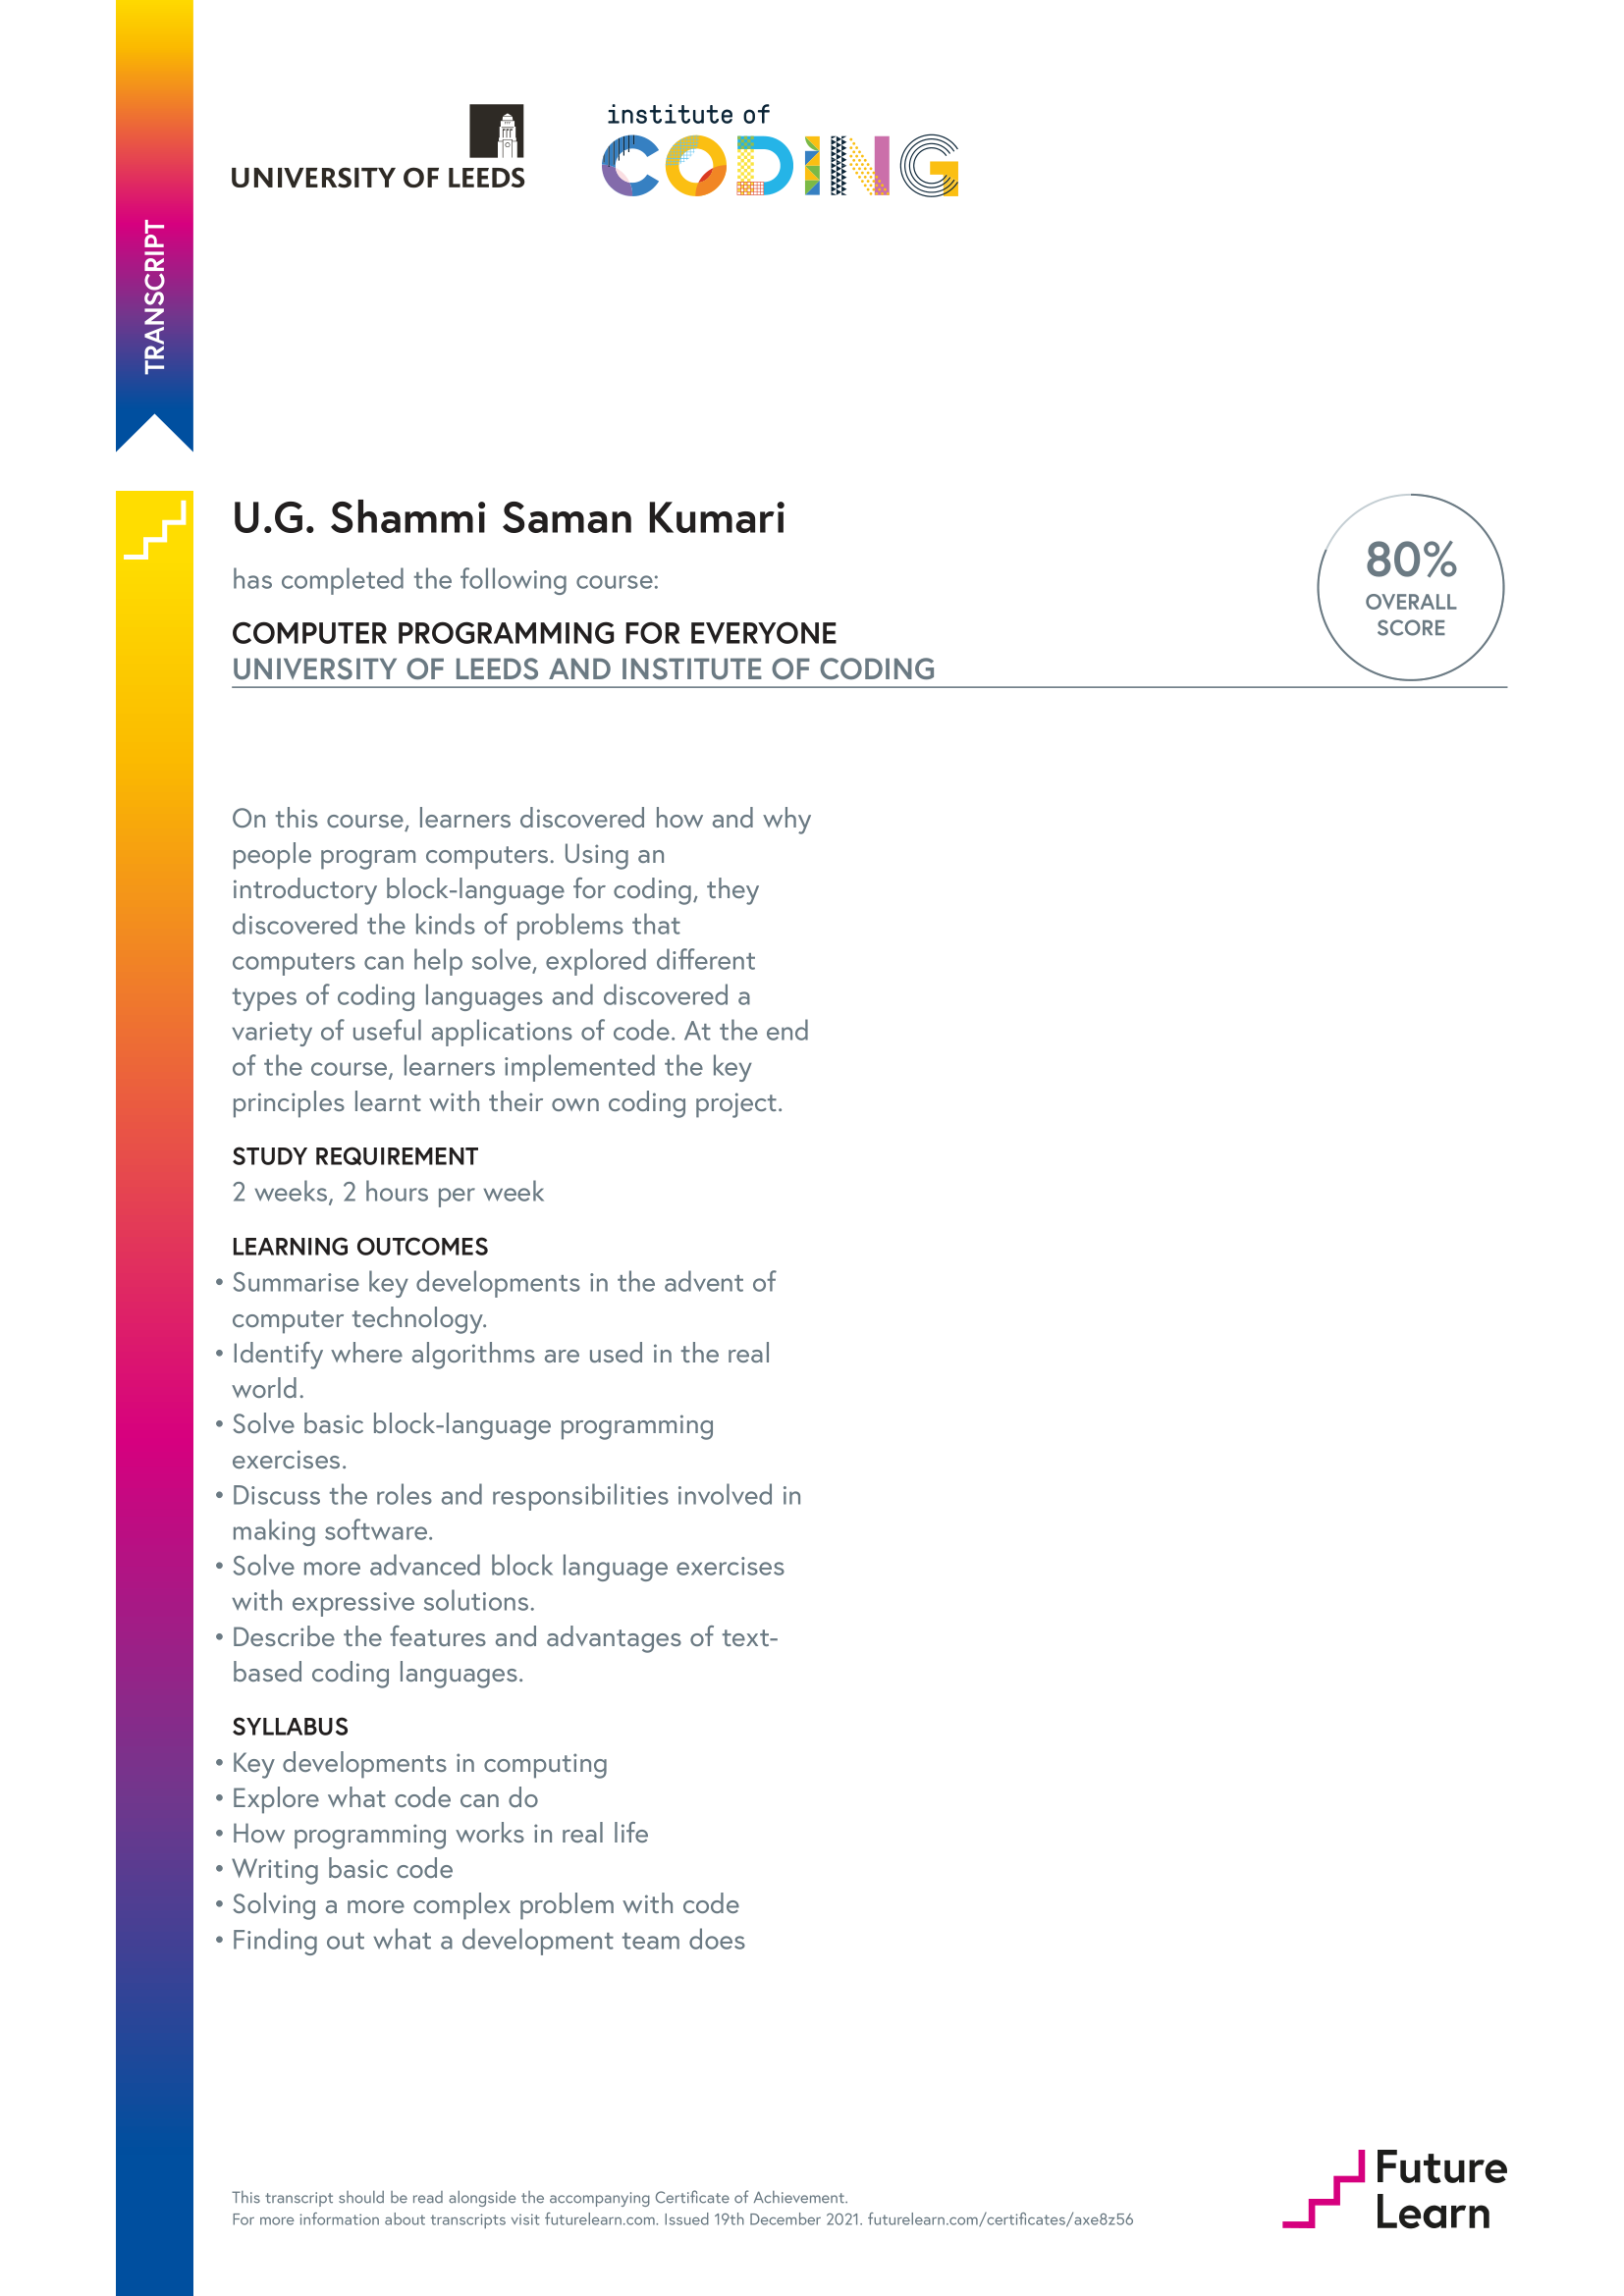 TRANSCRIPT
UNIVERSITY OF LEEDS
institute of
CODING
U.G. Shammi Saman Kumari
has completed the following course:
COMPUTER PROGRAMMING FOR EVERYONE
UNIVERSITY OF LEEDS AND INSTITUTE OF CODING
80%
OVERALL
SCORE
On this course, learners discovered how and why
people program computers. Using an
introductory block-language for coding, they
discovered the kinds of problems that
computers can help solve, explored different
types of coding languages and discovered a
variety of useful applications of code. At the end
of the course, learners implemented the key
principles learnt with their own coding project.
STUDY REQUIREMENT
2 weeks, 2 hours per week
LEARNING OUTCOMES
• Summarise key developments in the advent of
computer technology.
• Identify where algorithms are used in the real
world.
• Solve basic block-language programming
exercises.
• Discuss the roles and responsibilities involved in
making software.
• Solve more advanced block language exercises
with expressive solutions.
• Describe the features and advantages of text-
based coding languages.
SYLLABUS
• Key developments in computing
• Explore what code can do
• How programming works in real life
• Writing basic code
• Solving a more complex problem with code
• Finding out what a development team does
This transcript should be read alongside the accompanying Certificate of Achievement.
For more information about transcripts visit futurelearn.com. Issued 19th December 2021. futurelearn.com/certificates/axe8z56
Future
Learn